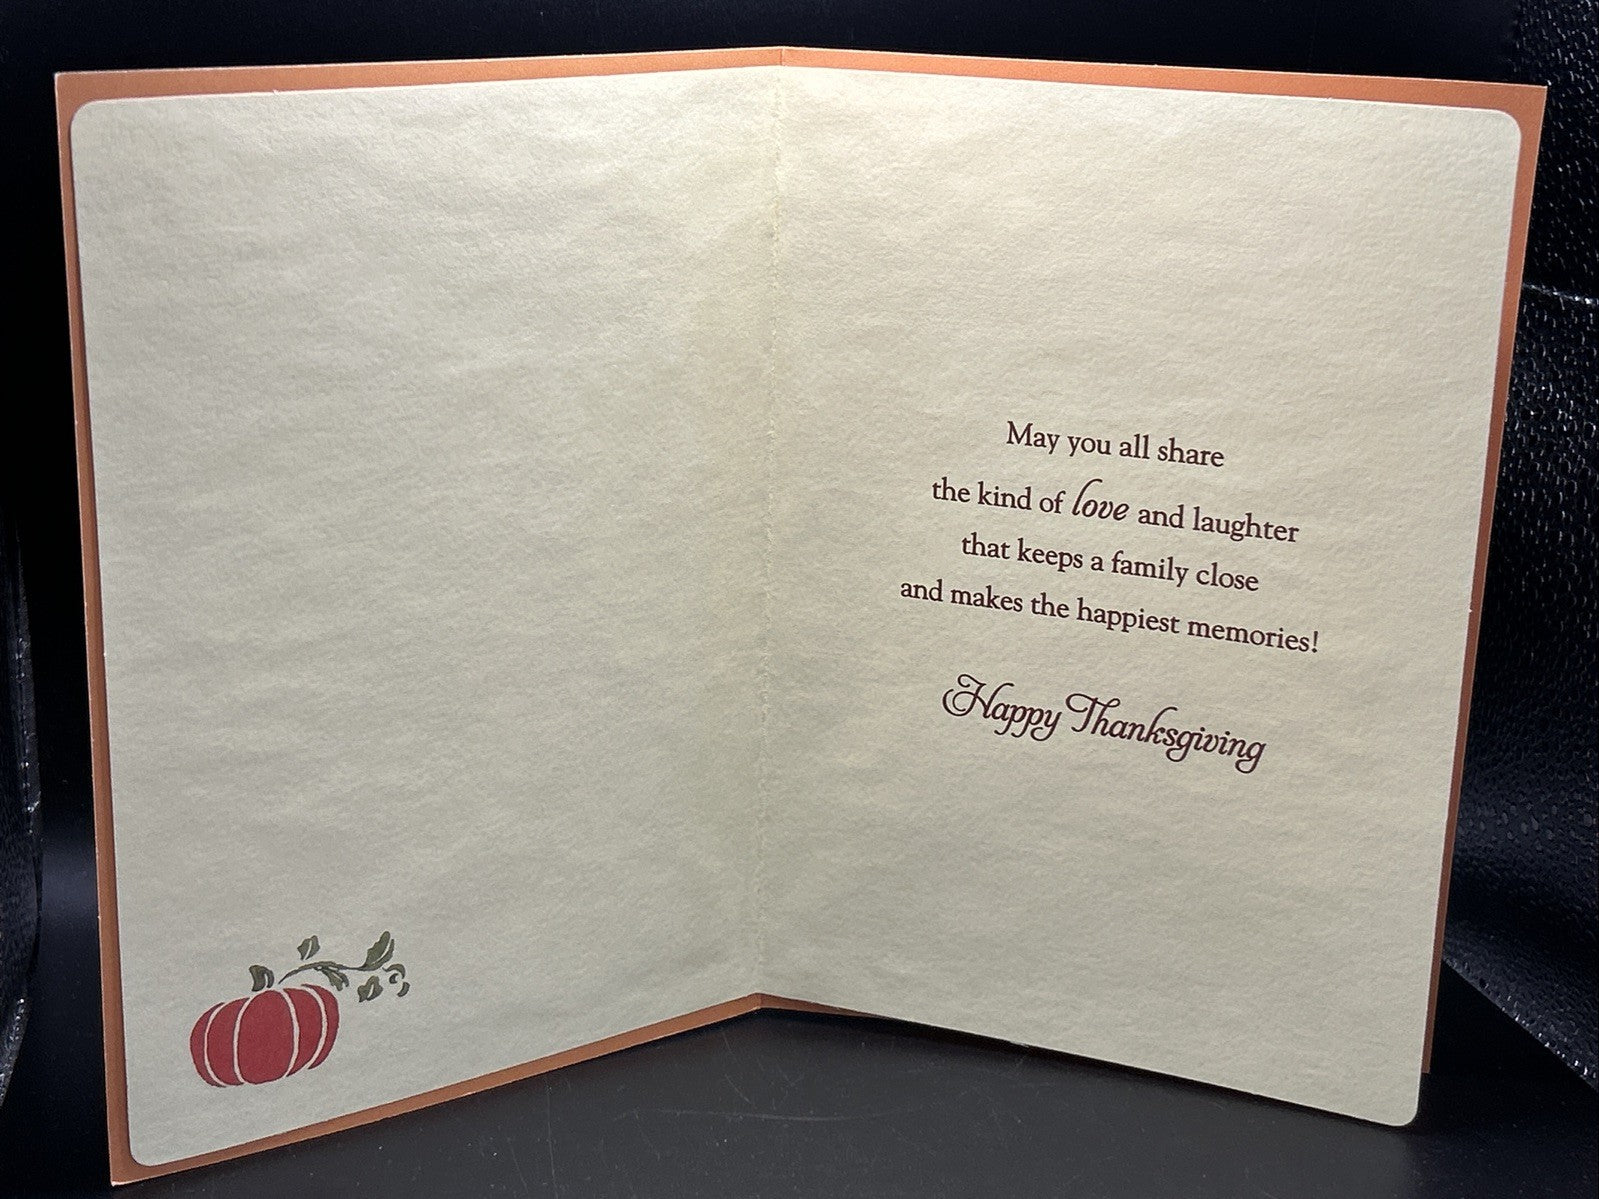 May you all share
the kind of love and laughter
that keeps a family close
and makes the happiest memories!
Happy Thanksgiving